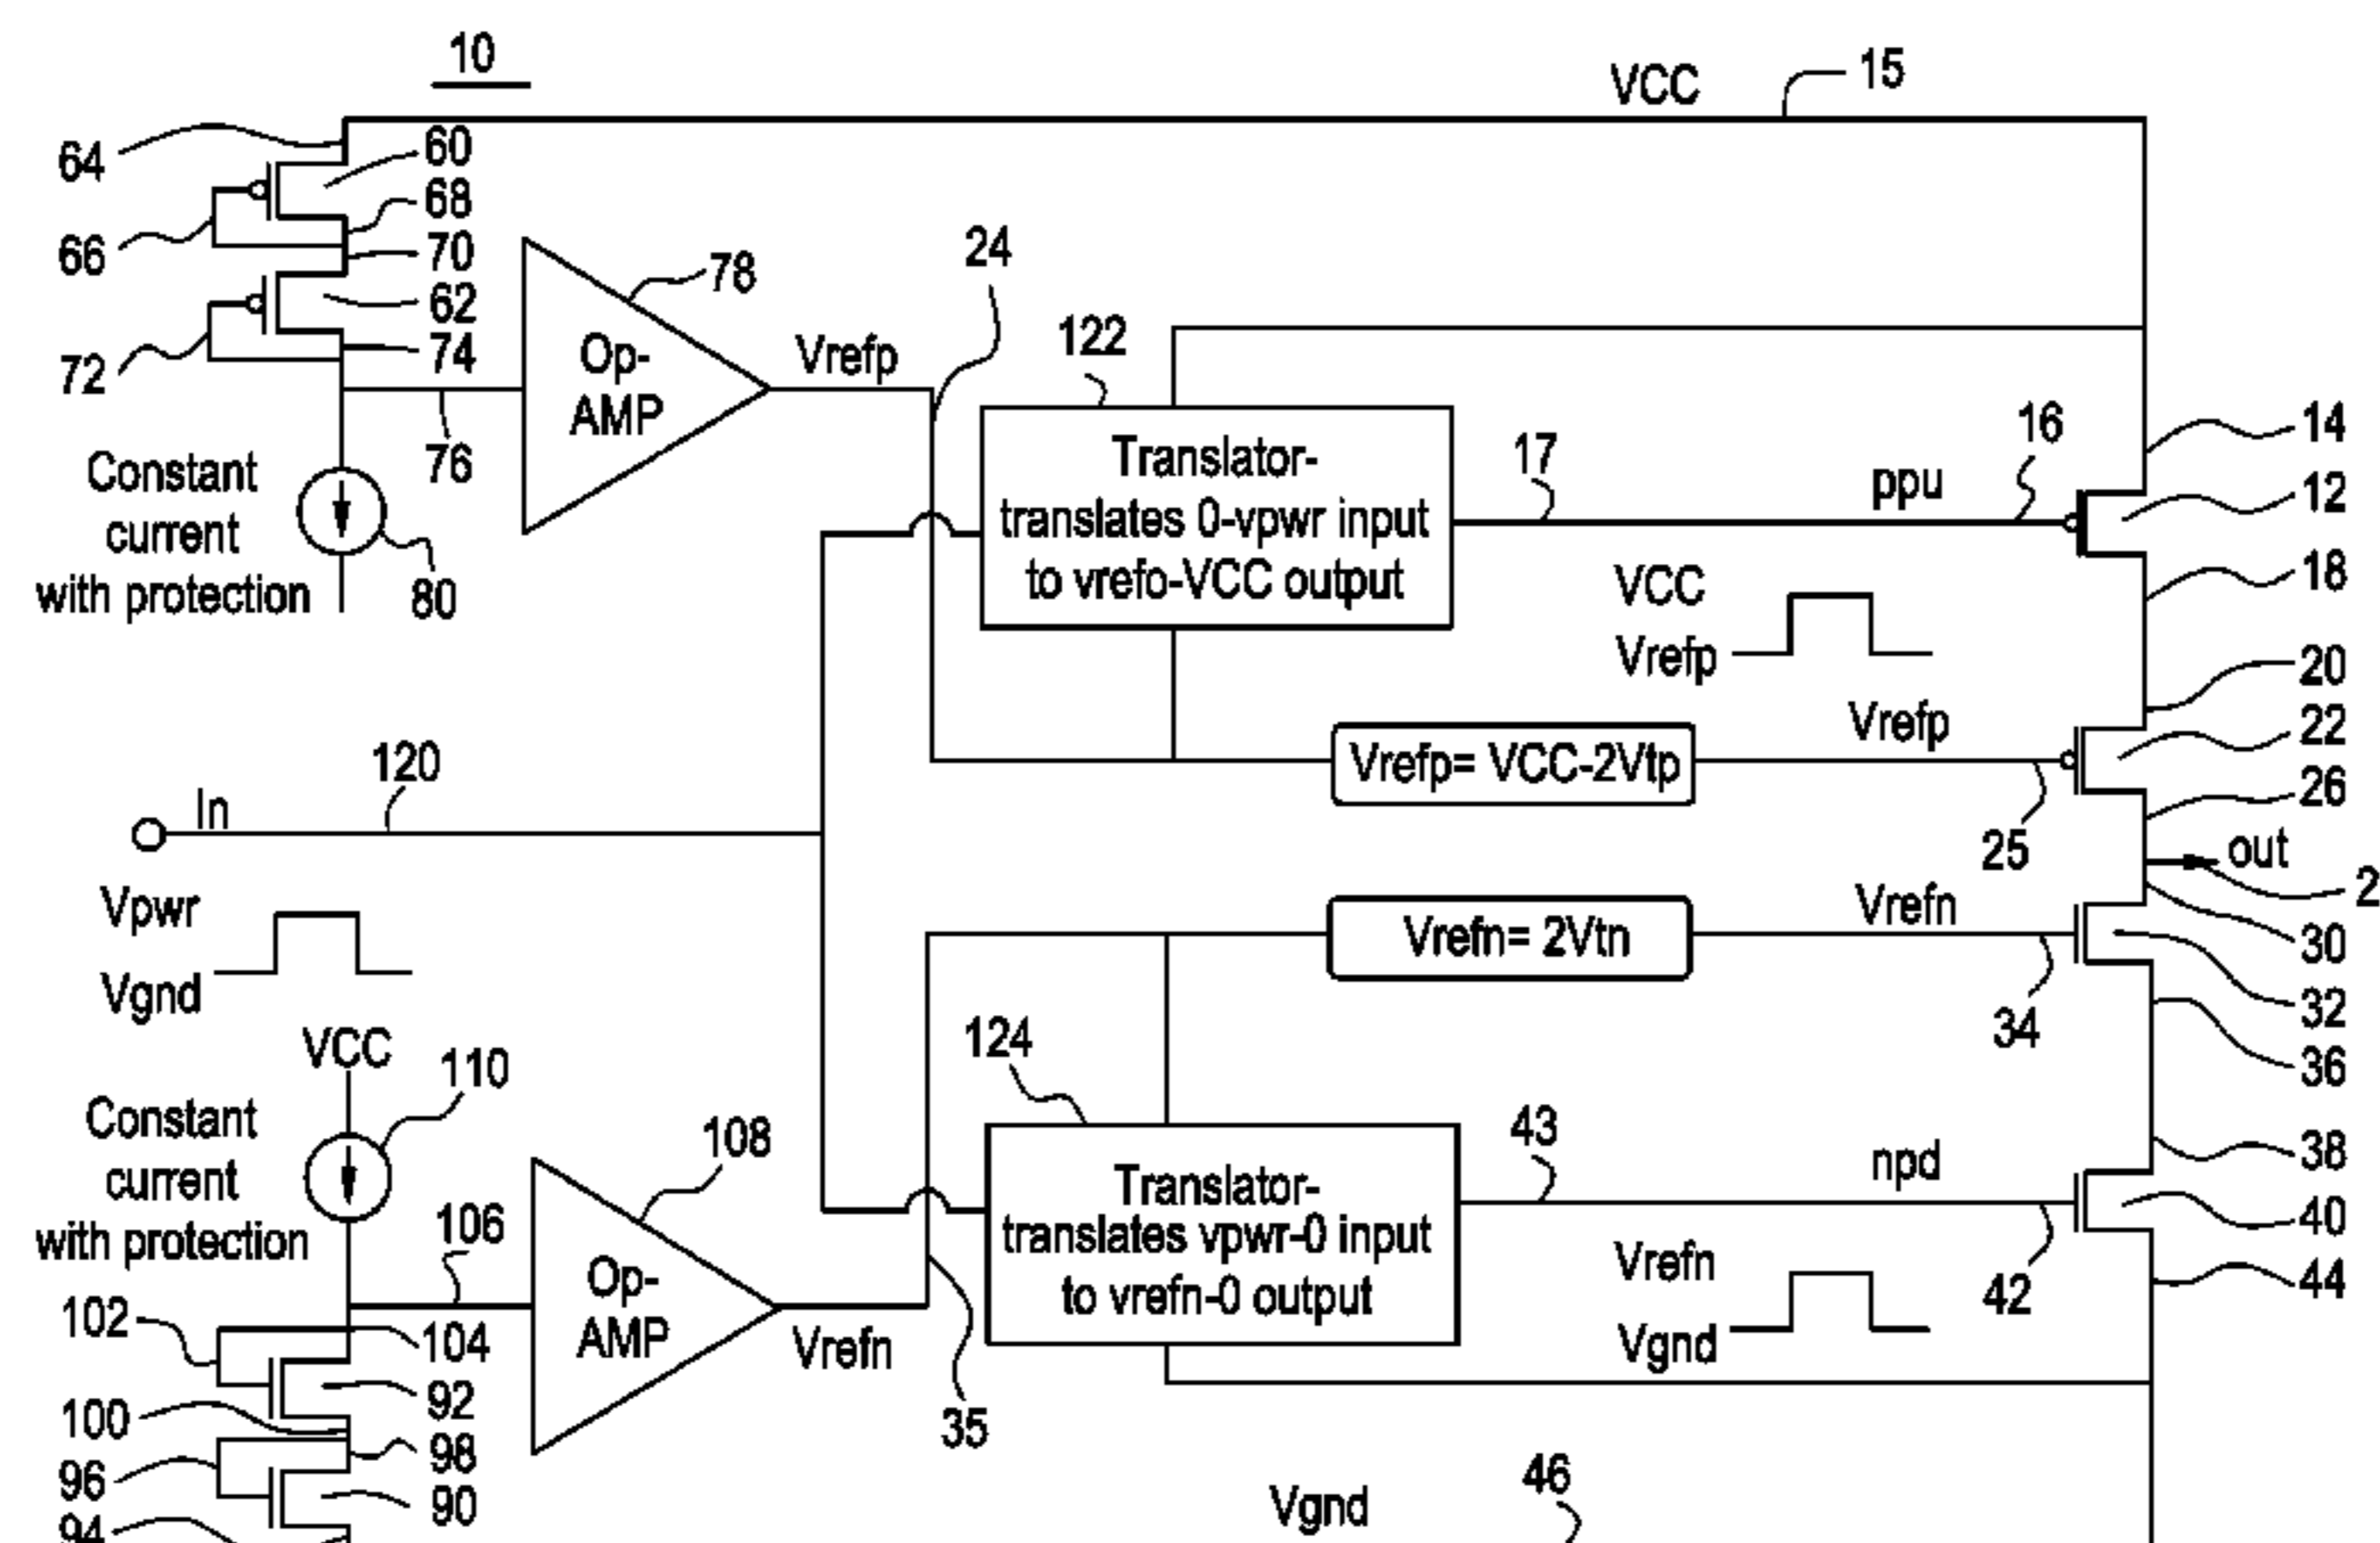 10
VCC
15
64
60
68
66
70
62
72
74
78
Op-
AMP
Vrefp
24
122
76
Constant
current
with protection
80
Translator-
translates 0-vpwr input
to vrefo-VCC output
17
ppu
16
14
12
18
VCC
Vrefp
20
22
26
Vrefp= VCC-2Vtp
Vrefp
25
In
120
out
2
Vpwr
Vgnd
Vrefn= 2Vtn
Vrefn
34
30
32
36
VCC
110
Constant
current
with protection
106
108
Op-
AMP
Vrefn
35
124
Translator-
translates vpwr-0 input
to vrefn-0 output
43
npd
42
38
40
44
Vrefn
Vgnd
102
104
92
100
98
96
90
94
Vgnd
46